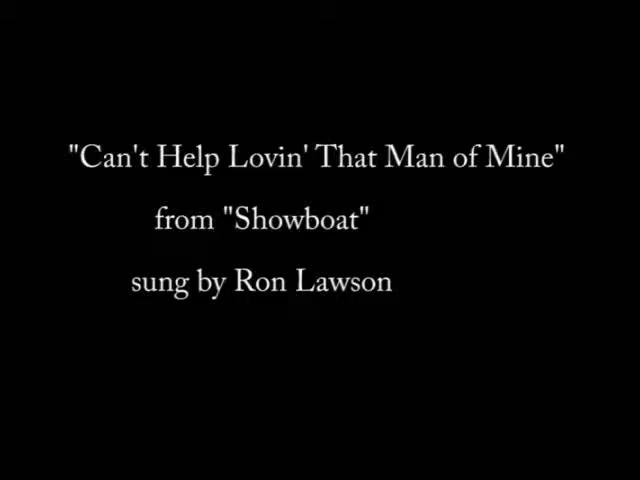 "Can't Help Lovin' That Man of Mine"
from "Showboat"
sung by Ron Lawson